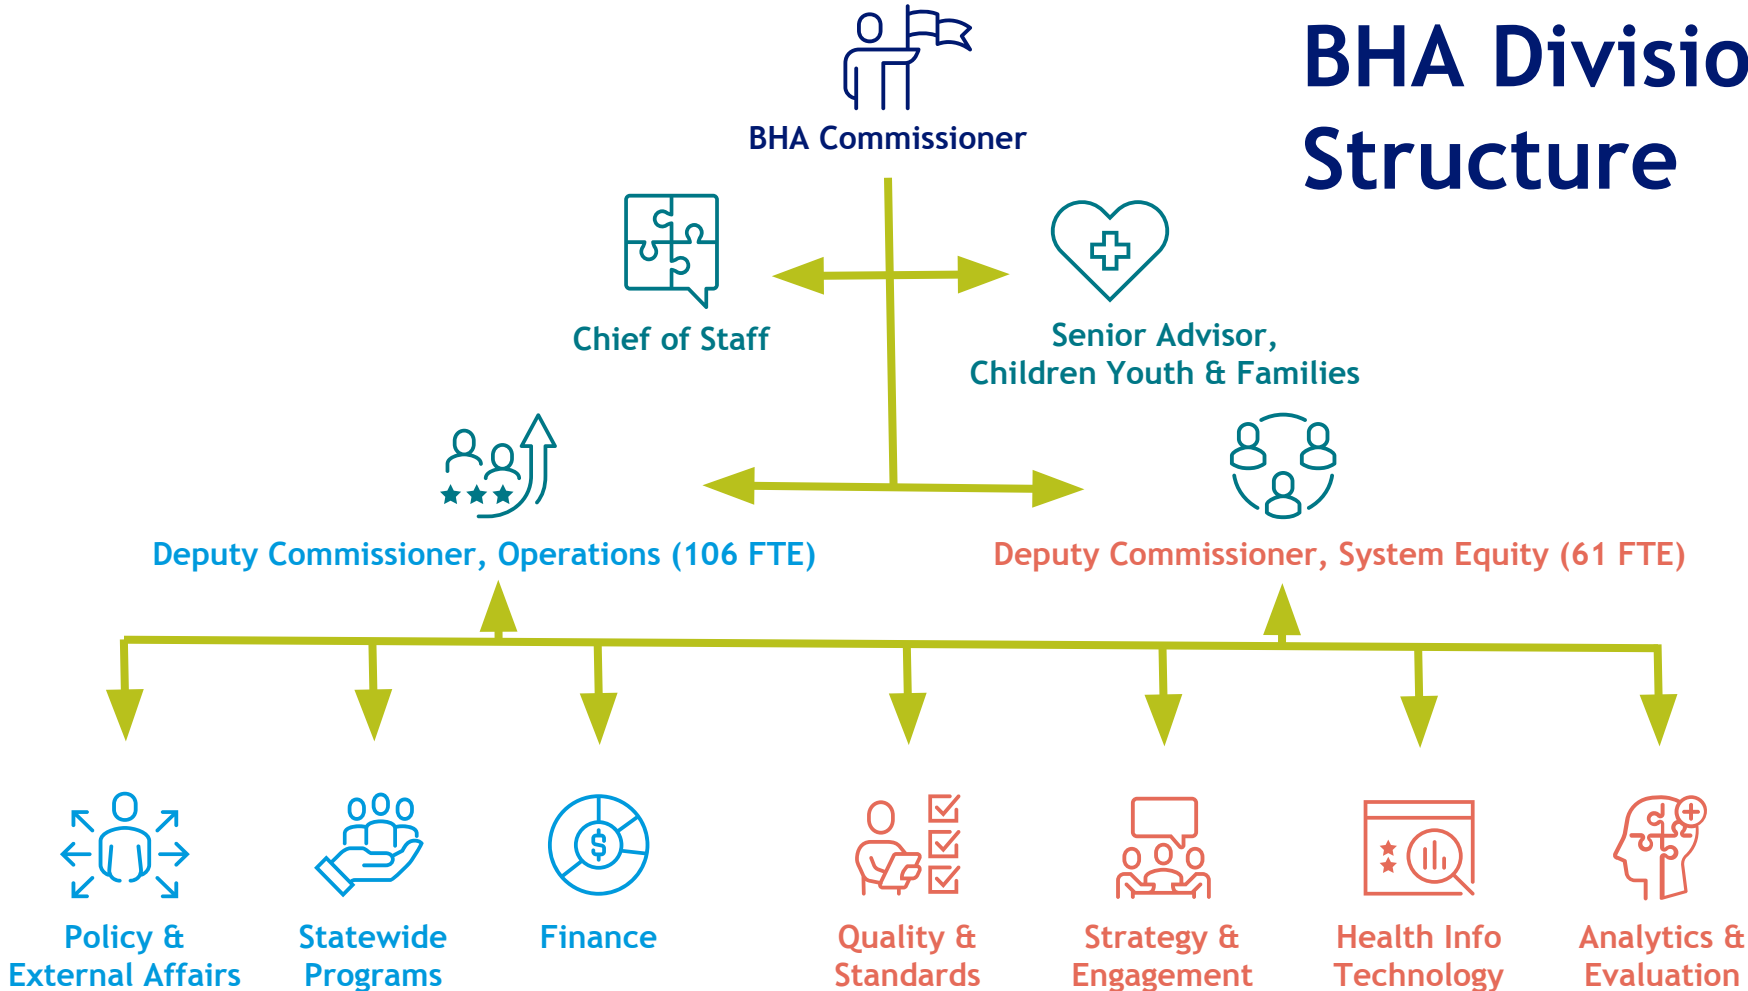 BHA Divisio
Structure
BHA Commissioner
Chief of Staff
Senior Advisor,
Children Youth & Families
Deputy Commissioner, Operations (106 FTE)
Deputy Commissioner, System Equity (61 FTE)
Policy &
External Affairs
Statewide
Programs
$
Finance
Quality &
Standards
Strategy &
Engagement
Health Info
Technology
Analytics &
Evaluation